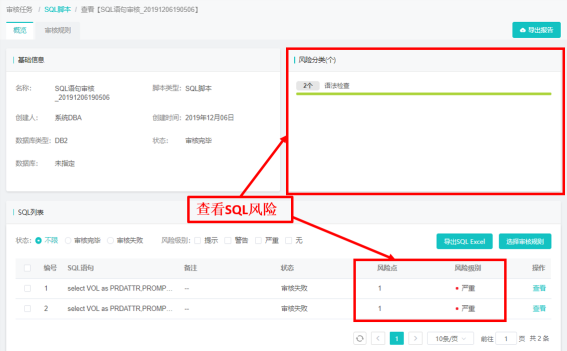 审核任务 / SQL脚本 / 查看【SQL语句审核_20191206190506】
概览 审核规则 导出报告
基础信息
名称: SQL语句审核_20191206190506 脚本类型: SQL脚本
创建人: 系统DBA 创建时间: 2019年12月06日
数据库类型: DB2 状态: 审核完毕
数据库: 未指定
风险分类(个)
2个 语法检查
查看SQL风险
SQL列表
状态: 不限 审核完毕 审核失败 风险级别: 提示 警告 严重 无 导出SQL Excel 选择审核规则
编号 SQL语句 备注 状态 风险点 风险级别 操作
1 select VOL as PRDATTR,PROMP... -- 审核失败 1 严重 查看
2 select VOL as PRDATTR,PROMP... -- 审核失败 1 严重 查看
< 1 > 10条/页 前往 1 页 共 2 条